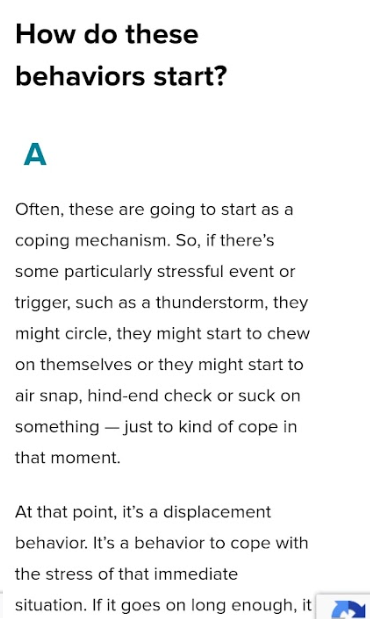 How do these
behaviors start?
A
Often, these are going to start as a
coping mechanism. So, if there's
some particularly stressful event or
trigger, such as a thunderstorm, they
might circle, they might start to chew
on themselves or they might start to
air snap, hind-end check or suck on
something — just to kind of cope in
that moment.
At that point, it's a displacement
behavior. It's a behavior to cope with
the stress of that immediate
situation. If it goes on long enough, it